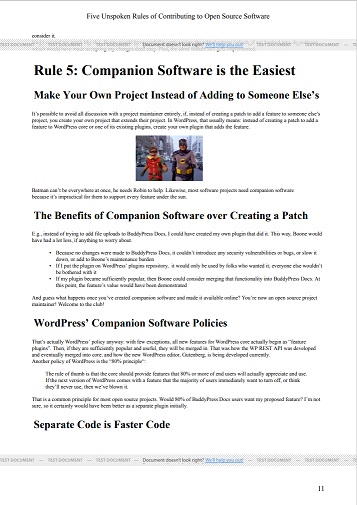 Five Unspoken Rules of Contributing to Open Source Software
consider it.
TEST DOCUMENT — TEST DOCUMENT — Document doesn't look right? We'll help you out! — TEST DOCUMENT — TEST DOCUMENT — TEST DOCUMENT
Rule 5: Companion Software is the Easiest
Make Your Own Project Instead of Adding to Someone Else's
It's possible to avoid all discussion with a project maintainer entirely, if, instead of creating a patch to add a feature to someone else's
project, you create your own project that extends their project. In WordPress, that usually means: instead of creating a patch to add a
feature to WordPress core or one of its existing plugins, create your own plugin that adds the feature.
Batman can't be everywhere at once, he needs Robin to help. Likewise, most software projects need companion software
because it's impractical for them to support every feature under the sun.
The Benefits of Companion Software over Creating a Patch
E.g., instead of trying to add file uploads to BuddyPress Docs, I could have created my own plugin that did it. This way, Boone would
have had a lot less, if anything to worry about.
• Because no changes were made to BuddyPress Docs, it couldn't introduce any security vulnerabilities or bugs, or slow it
down, or add to Boone's maintenance burden
• If I put the plugin on WordPress' plugins repository, it would only be used by folks who wanted it; everyone else wouldn't
be bothered with it
• If my plugin became sufficiently popular, then Boone could consider merging that functionality into BuddyPress Docs. At
this point, the feature's value would have been demonstrated
And guess what happens once you've created companion software and made it available online? You're now an open source project
maintainer! Welcome to the club!
WordPress' Companion Software Policies
That's actually WordPress' policy anyway: with few exceptions, all new features for WordPress core actually begin as "feature
plugins". Then, if they are sufficiently popular and useful, they will be merged in. That was how the WP REST API was developed
and eventually merged into core, and how the new WordPress editor, Gutenberg, is being currently developed.
Another policy of WordPress is the "80% principle":
The rule of thumb is that the core should provide features that 80% or more of end users will actually appreciate and use.
If the next version of WordPress comes with a feature that the majority of users immediately want to turn off, or think
they'll never use, then we've blown it.
That is a common principle for most open source projects. Would 80% of BuddyPress Docs users want my proposed feature? I'm not
sure, so it certainly would have been better as a separate plugin initially.
Separate Code is Faster Code
TEST DOCUMENT — TEST DOCUMENT — Document doesn't look right? We'll help you out! — TEST DOCUMENT — TEST DOCUMENT — TEST DOCUMENT
11